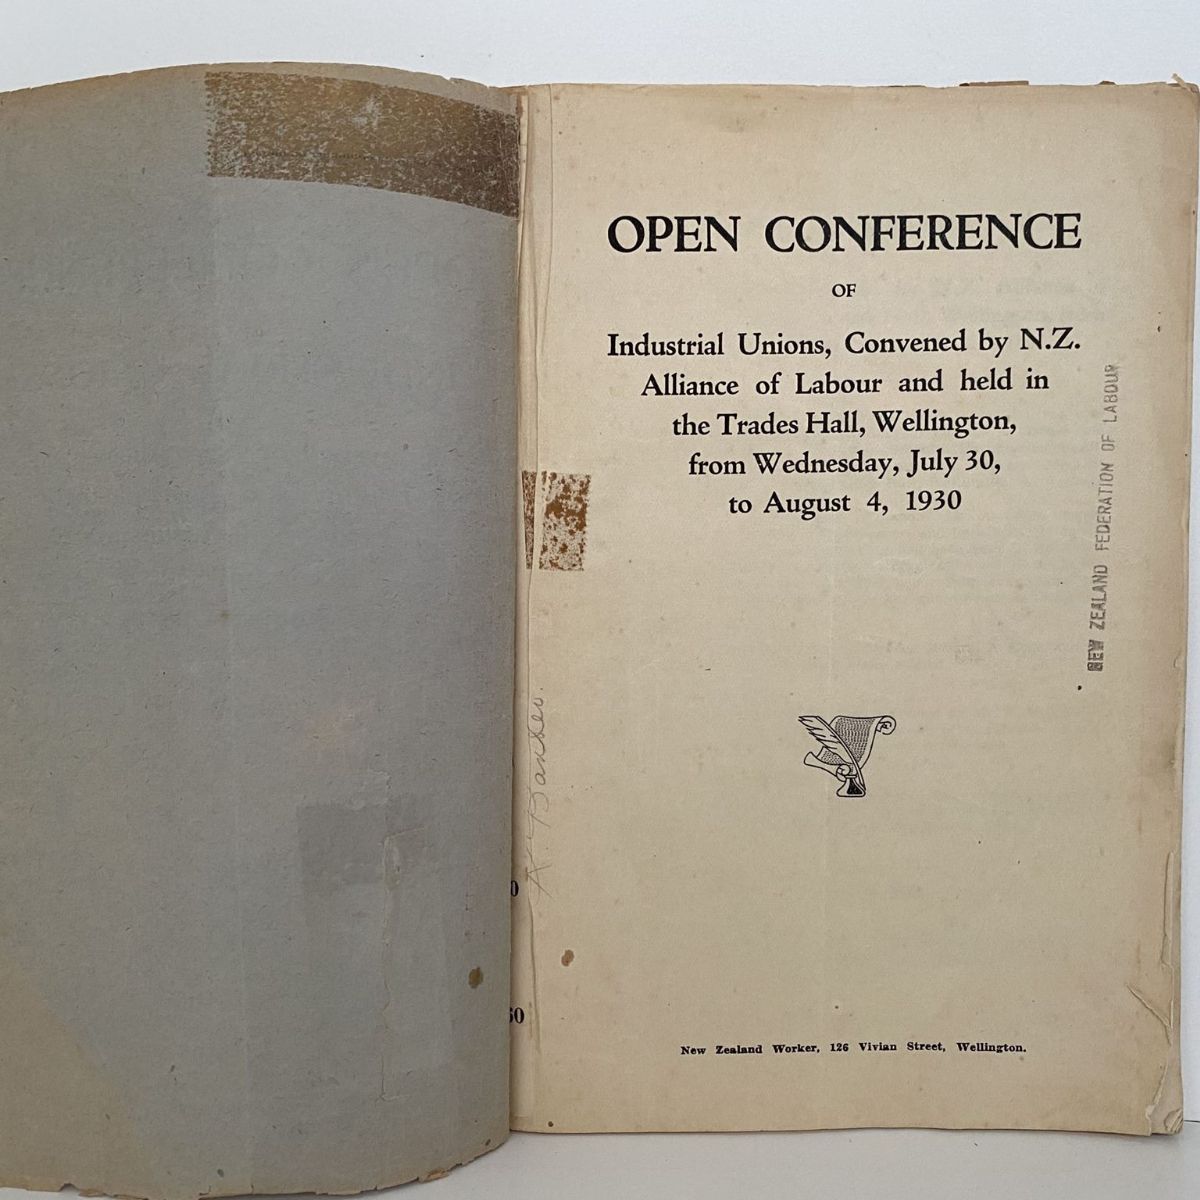 OPEN CONFERENCE
OF
Industrial Unions, Convened by N.Z.
Alliance of Labour and held in
the Trades Hall, Wellington,
from Wednesday, July 30,
to August 4, 1930
NEW ZEALAND FEDERATION OF LABOUR
New Zealand Worker, 126 Vivian Street, Wellington.